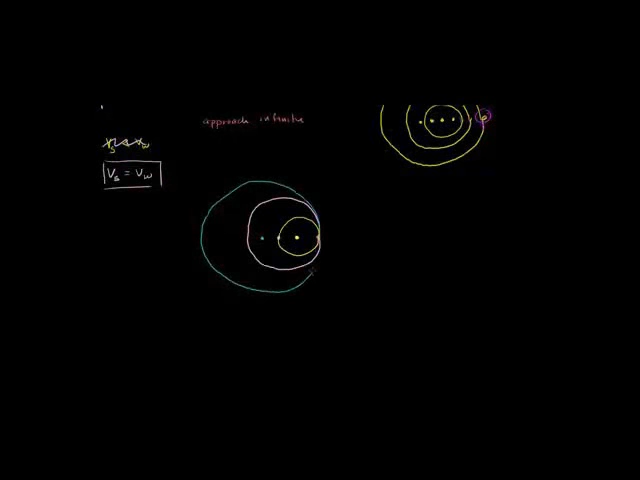 approach infinite
Vs = Vw